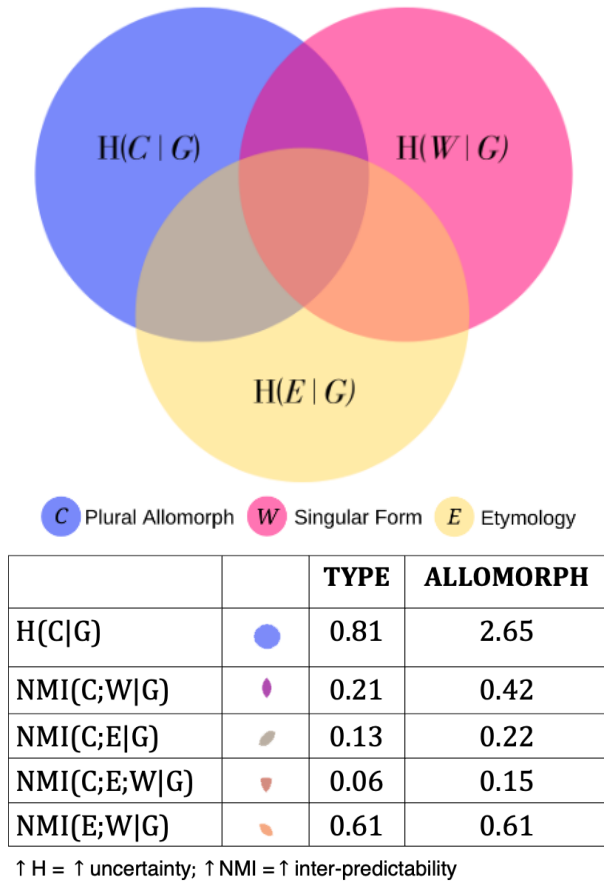 H(C | G) H(W | G)
H(E | G)
C Plural Allomorph W Singular Form E Etymology
TYPE ALLOMORPH
H(C|G) 0.81 2.65
NMI(C;W|G) 0.21 0.42
NMI(C;E|G) 0.13 0.22
NMI(C;E;W|G) 0.06 0.15
NMI(E;W|G) 0.61 0.61
↑ H = ↑ uncertainty; ↑ NMI = ↑ inter-predictability